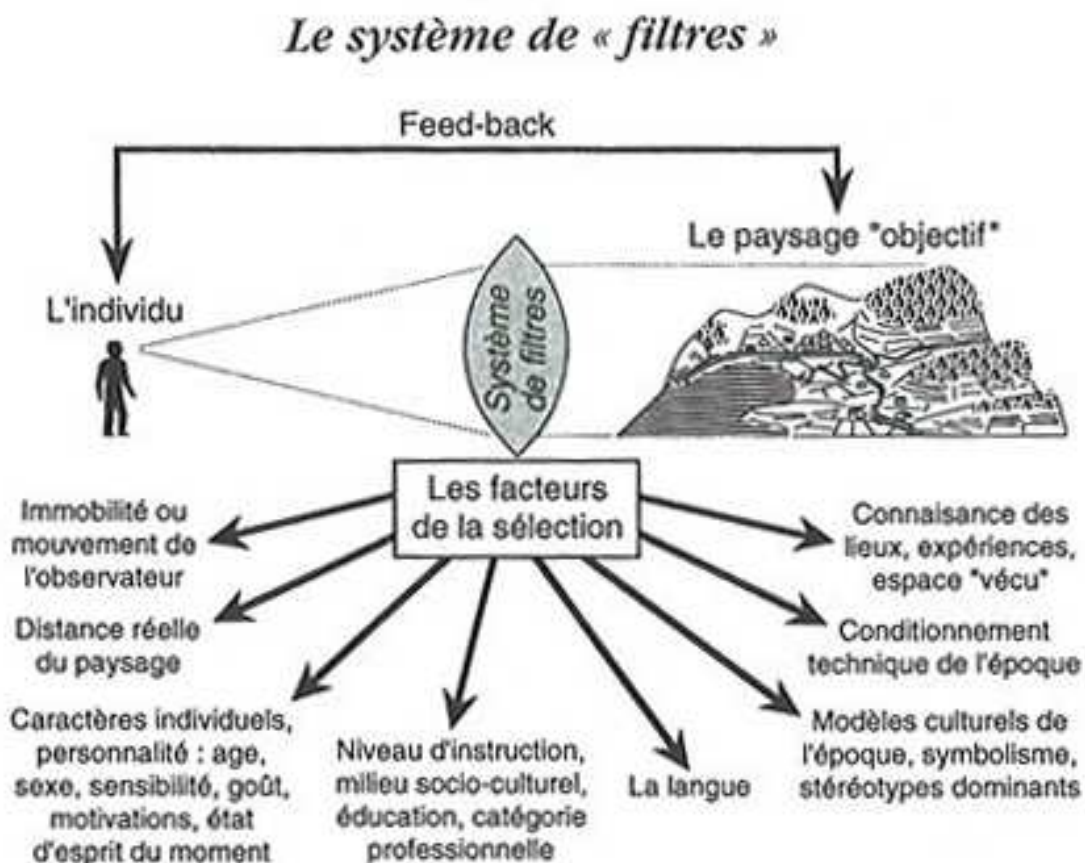 Le système de « filtres »
Feed-back
Le paysage "objectif"
L'individu
Système
de filtres
Les facteurs
de la sélection
Immobilité ou
mouvement de
l'observateur
Distance réelle
du paysage
Caractères individuels,
personnalité : age,
sexe, sensibilité, goût,
motivations, état
d'esprit du moment
Niveau d'instruction,
milieu socio-culturel,
éducation, catégorie
professionnelle
La langue
Modèles culturels de
l'époque, symbolisme,
stéréotypes dominants
Conditionnement
technique de l'époque
Connaisance des
lieux, expériences,
espace "vécu"